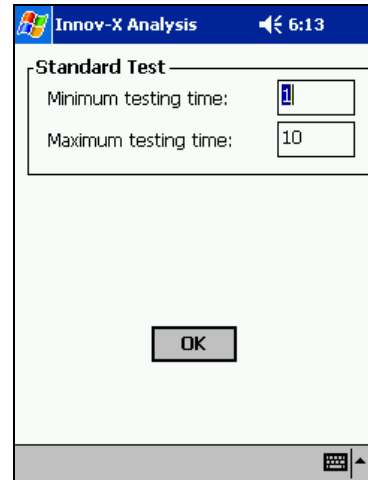 Innov-X Analysis 6:13
Standard Test
Minimum testing time: 1
Maximum testing time: 10
OK